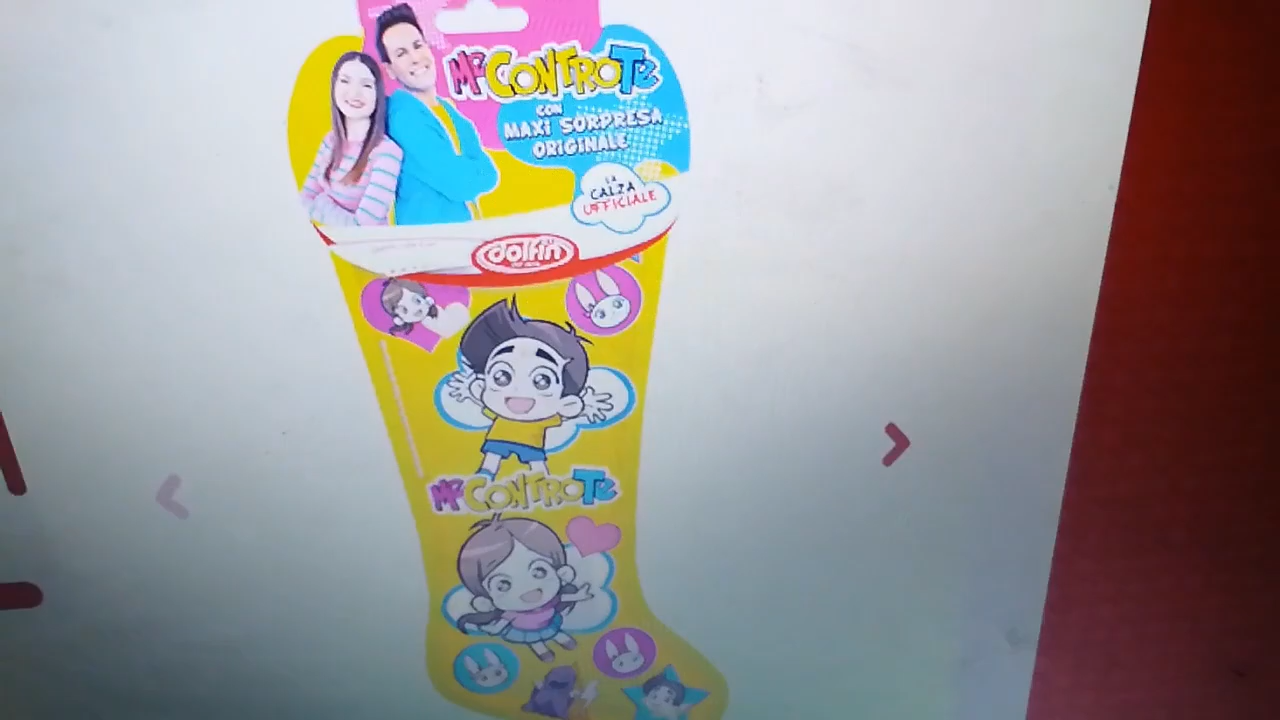 Me CONTRO Te
CON
MAXI SORPRESA
ORIGINALE
LA
CALZA
UFFICIALE
dolfin
Me CONTRO Te